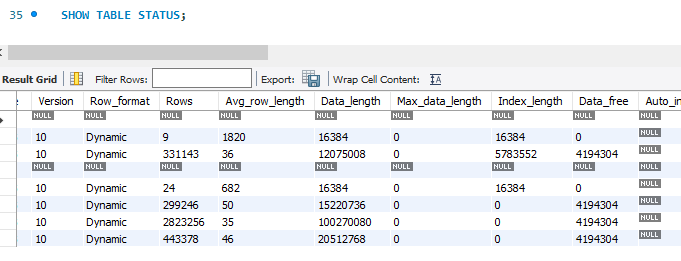 35 SHOW TABLE STATUS;
Result Grid Filter Rows: Export: Wrap Cell Content: IA
e Version Row_format Rows Avg_row_length Data_length Max_data_length Index_length Data_free Auto_in
NULL NULL NULL NULL NULL NULL NULL NULL NULL
10 Dynamic 9 1820 16384 0 16384 0 NULL
10 Dynamic 331143 36 12075008 0 5783552 4194304 NULL
NULL NULL NULL NULL NULL NULL NULL NULL NULL
10 Dynamic 24 682 16384 0 16384 0 NULL
10 Dynamic 299246 50 15220736 0 0 4194304 NULL
10 Dynamic 2823256 35 100270080 0 0 4194304 NULL
10 Dynamic 443378 46 20512768 0 0 4194304 NULL